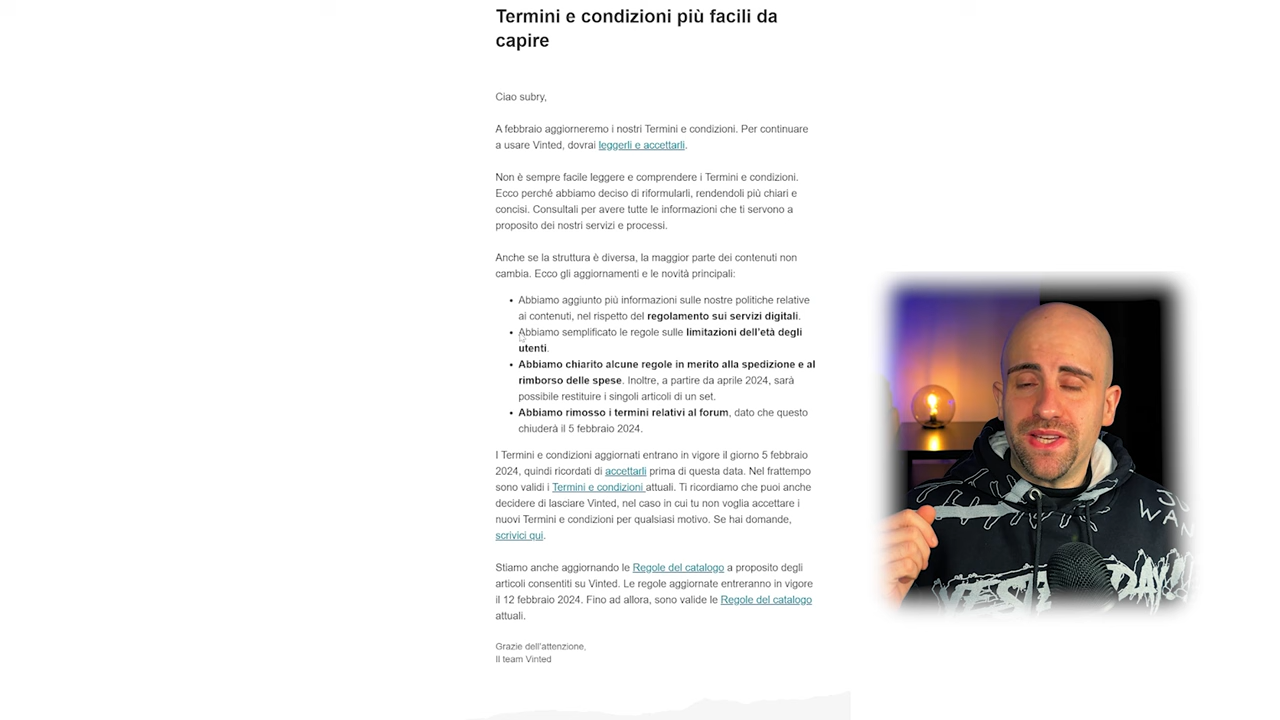 Termini e condizioni più facili da
capire
Ciao subry,
A febbraio aggiorneremo i nostri Termini e condizioni. Per continuare
a usare Vinted, dovrai leggerli e accettarli.
Non è sempre facile leggere e comprendere i Termini e condizioni.
Ecco perché abbiamo deciso di riformularli, rendendoli più chiari e
concisi. Consultali per avere tutte le informazioni che ti servono a
proposito dei nostri servizi e processi.
Anche se la struttura è diversa, la maggior parte dei contenuti non
cambia. Ecco gli aggiornamenti e le novità principali:
• Abbiamo aggiunto più informazioni sulle nostre politiche relative
ai contenuti, nel rispetto del regolamento sui servizi digitali.
• Abbiamo semplificato le regole sulle limitazioni dell'età degli
utenti.
• Abbiamo chiarito alcune regole in merito alla spedizione e al
rimborso delle spese. Inoltre, a partire da aprile 2024, sarà
possibile restituire i singoli articoli di un set.
• Abbiamo rimosso i termini relativi al forum, dato che questo
chiuderà il 5 febbraio 2024.
I Termini e condizioni aggiornati entrano in vigore il giorno 5 febbraio
2024, quindi ricordati di accettarli prima di questa data. Nel frattempo
sono validi i Termini e condizioni attuali. Ti ricordiamo che puoi anche
decidere di lasciare Vinted, nel caso in cui tu non voglia accettare i
nuovi Termini e condizioni per qualsiasi motivo. Se hai domande,
scrivici qui.
Stiamo anche aggiornando le Regole del catalogo a proposito degli
articoli consentiti su Vinted. Le regole aggiornate entreranno in vigore
il 12 febbraio 2024. Fino ad allora, sono valide le Regole del catalogo
attuali.
Grazie dell'attenzione,
Il team Vinted